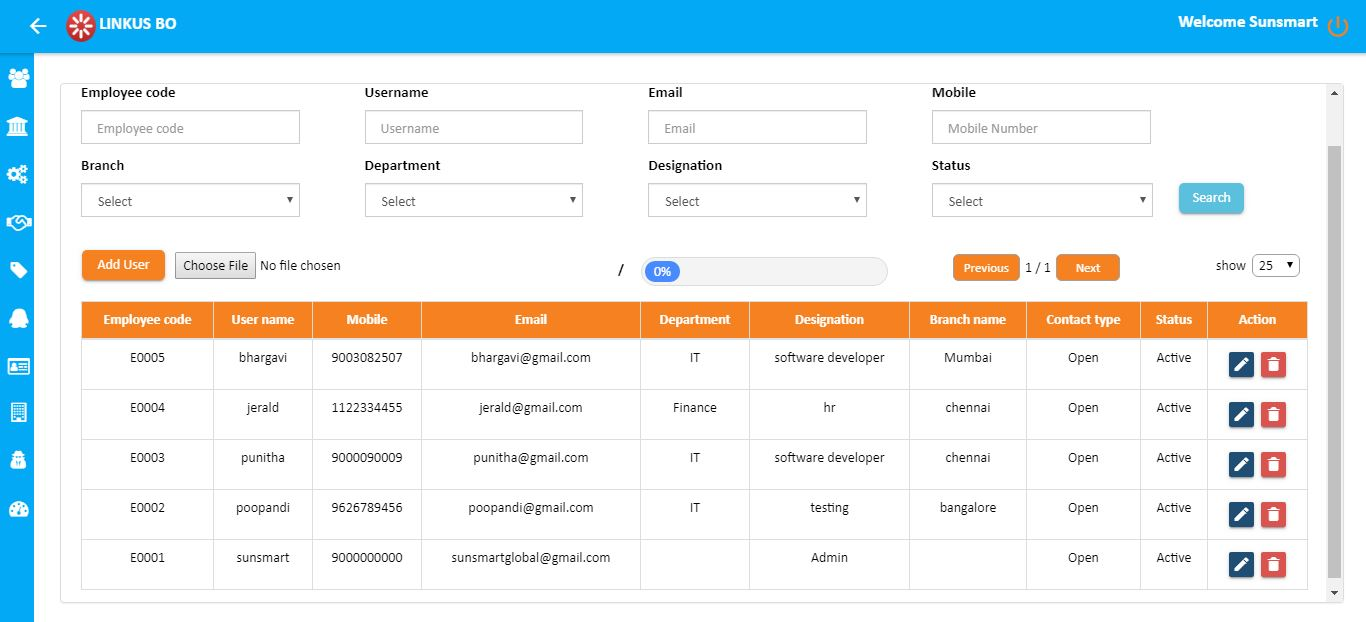 LINKUS BO Welcome Sunsmart
Employee code Username Email Mobile
Employee code Username Email Mobile Number
Branch Department Designation Status
Select Select Select Select Search
Add User Choose File No file chosen / 0% Previous 1 / 1 Next show 25
Employee code User name Mobile Email Department Designation Branch name Contact type Status Action
E0005 bhargavi 9003082507 bhargavi@gmail.com IT software developer Mumbai Open Active
E0004 jerald 1122334455 jerald@gmail.com Finance hr chennai Open Active
E0003 punitha 9000090009 punitha@gmail.com IT software developer chennai Open Active
E0002 poopandi 9626789456 poopandi@gmail.com IT testing bangalore Open Active
E0001 sunsmart 9000000000 sunsmartglobal@gmail.com Admin Open Active